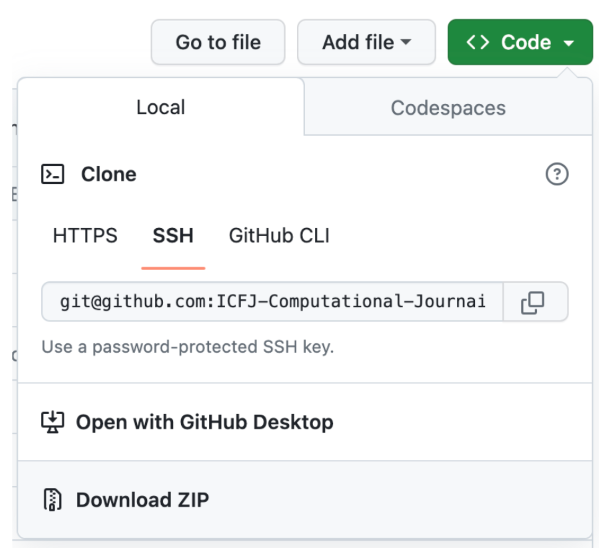 Go to file Add file <> Code
Local Codespaces
Clone
HTTPS SSH GitHub CLI
git@github.com:ICFJ-Computational-Journai
Use a password-protected SSH key.
Open with GitHub Desktop
Download ZIP